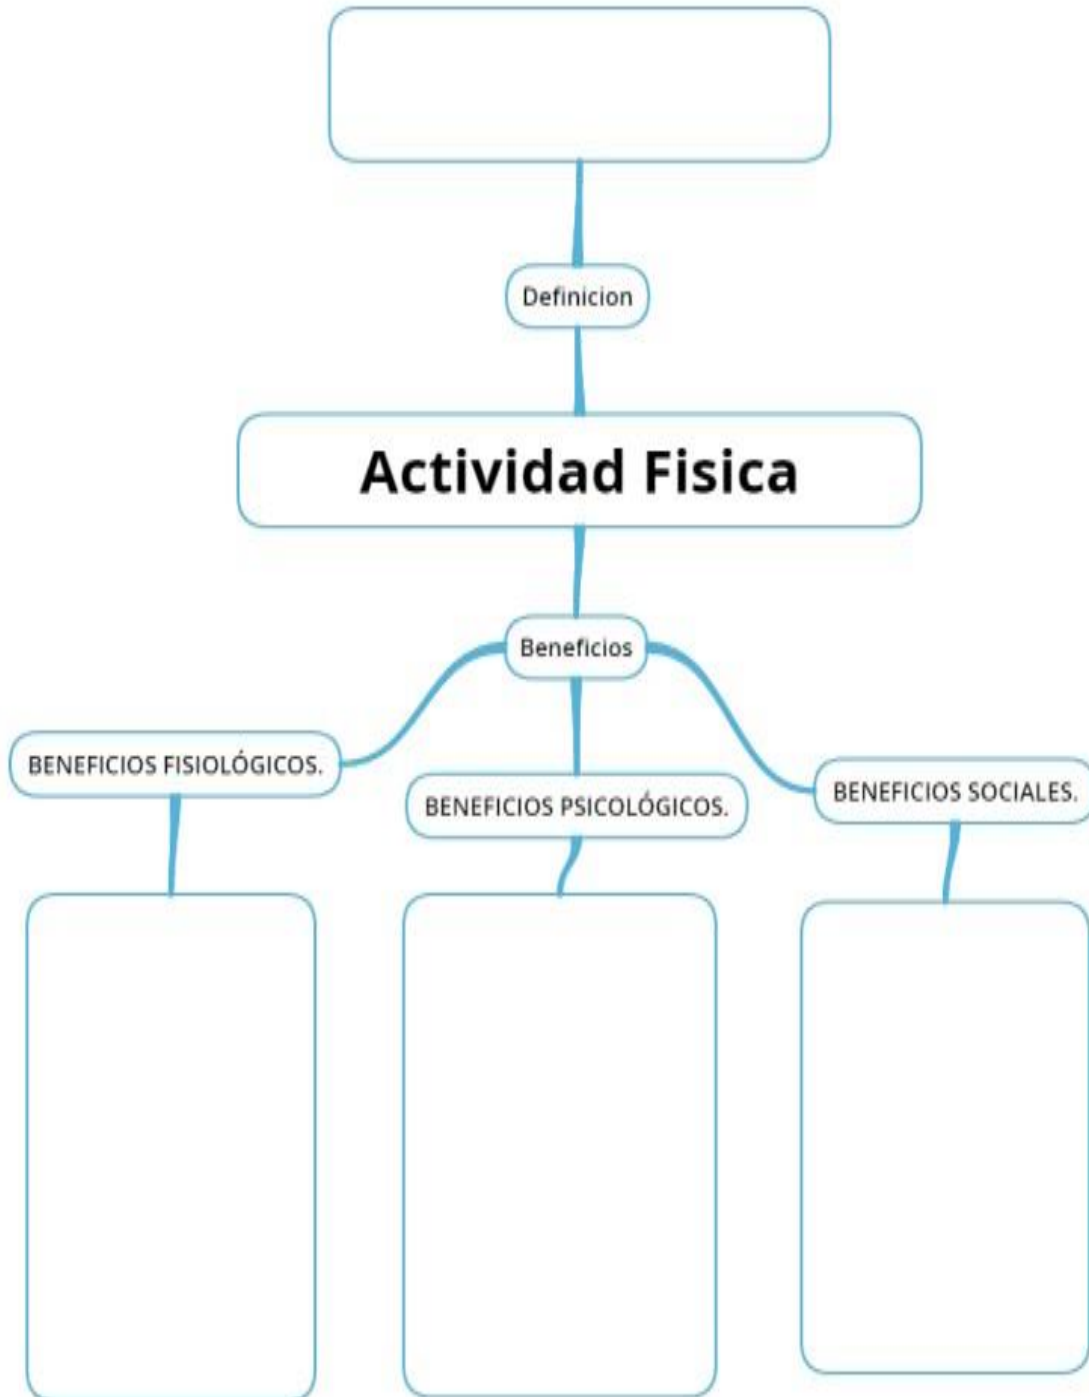 Definicion
Actividad Fisica
Beneficios
BENEFICIOS FISIOLÓGICOS.
BENEFICIOS PSICOLÓGICOS.
BENEFICIOS SOCIALES.